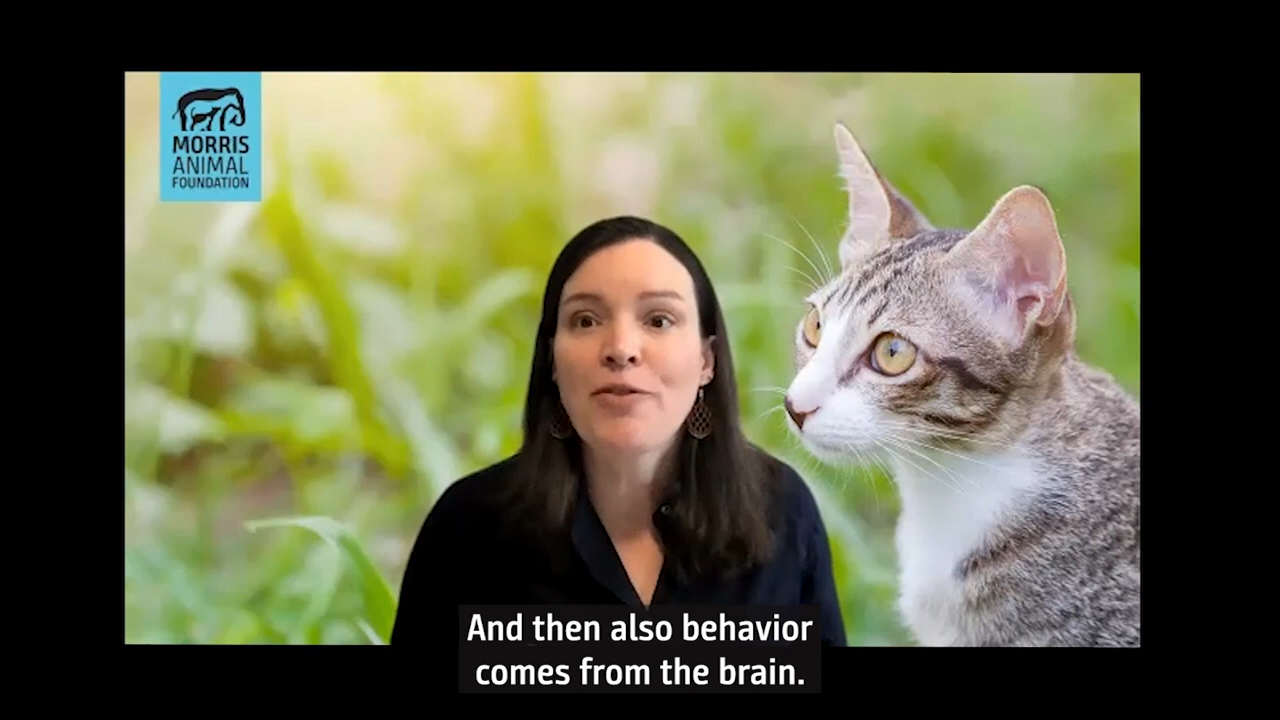 MORRIS
ANIMAL
FOUNDATION
And then also behavior
comes from the brain.